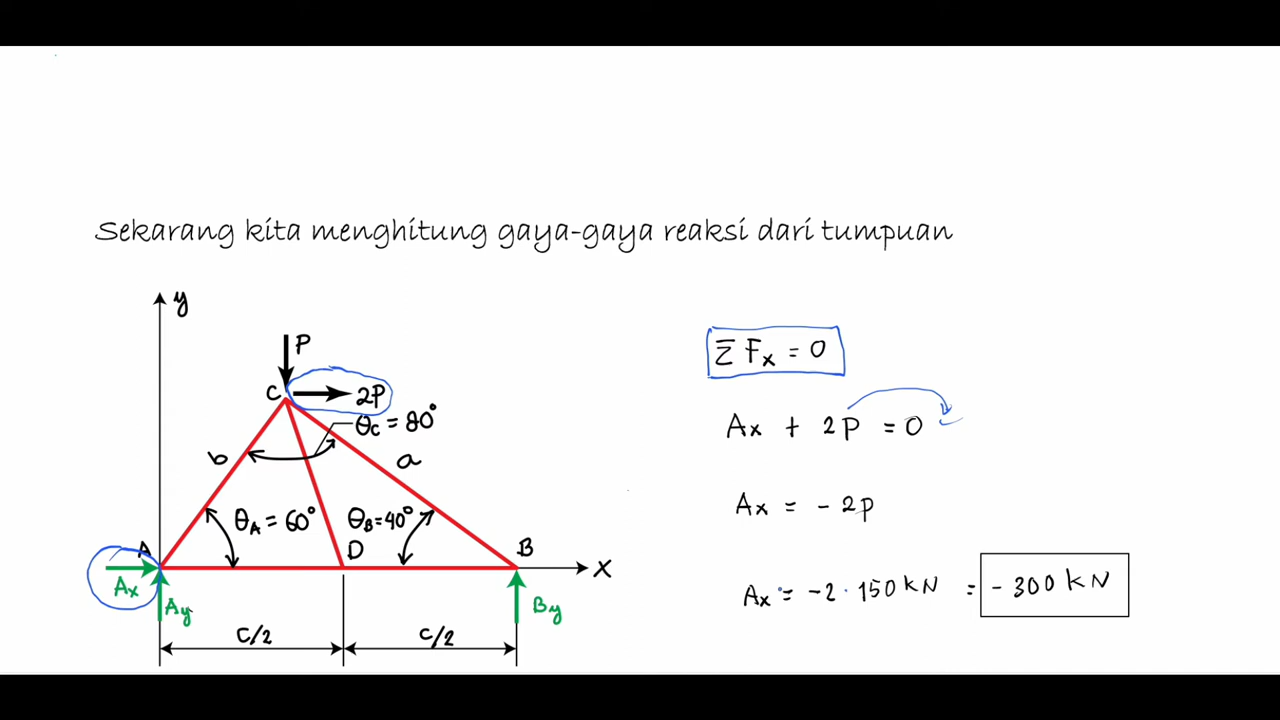 Sekarang kita menghitung gaya-gaya reaksi dari tumpuan
y
P
C
2P
θc = 80°
b
a
θA = 60°
θB=40°
A
D
B
X
Ax
Ay
By
C/2
C/2
Σ Fx = 0
Ax + 2P = 0
Ax = - 2P
Ax = -2 · 150 kN = - 300 kN